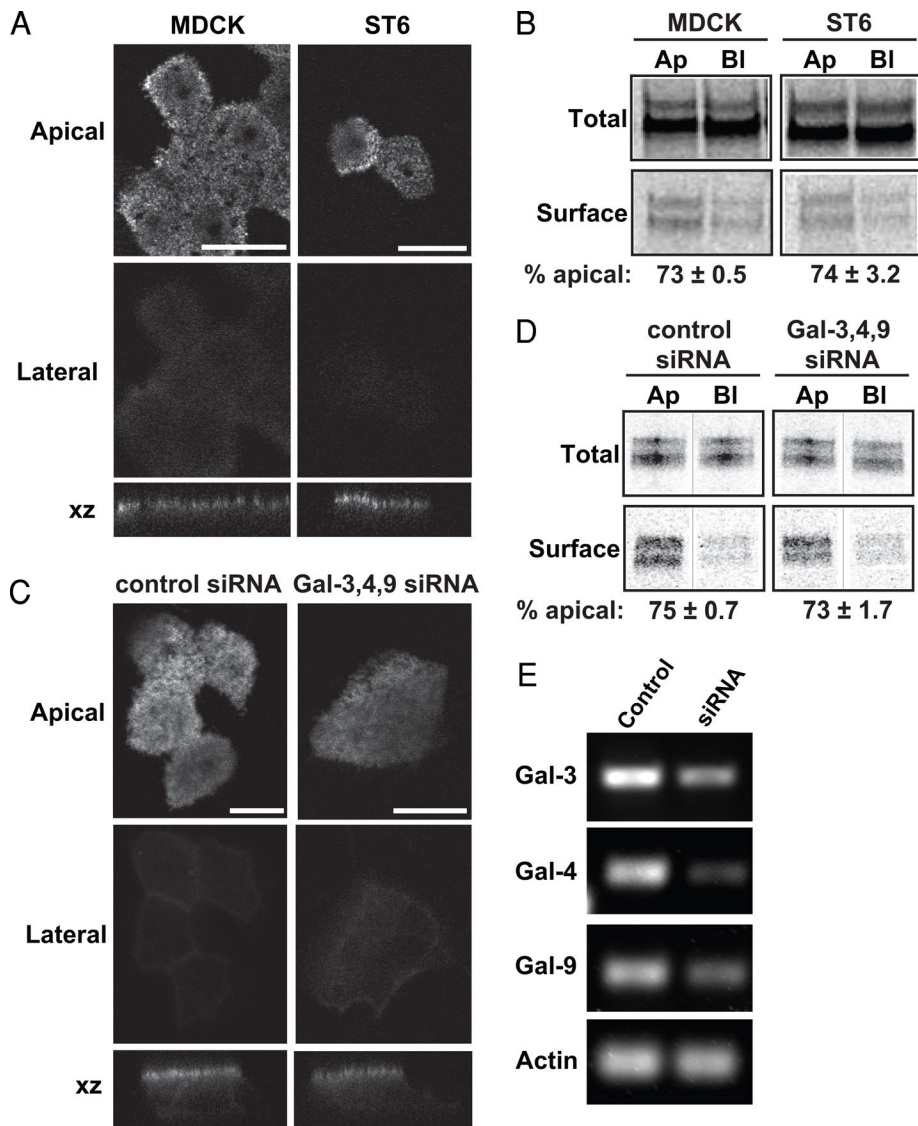 A
MDCK ST6
Apical
Lateral
xz
B
MDCK ST6
Ap Bl Ap Bl
Total
Surface
% apical: 73 ± 0.5 74 ± 3.2
C
control siRNA Gal-3,4,9 siRNA
Apical
Lateral
xz
D
control Gal-3,4,9
siRNA siRNA
Ap Bl Ap Bl
Total
Surface
% apical: 75 ± 0.7 73 ± 1.7
E
Control siRNA
Gal-3
Gal-4
Gal-9
Actin